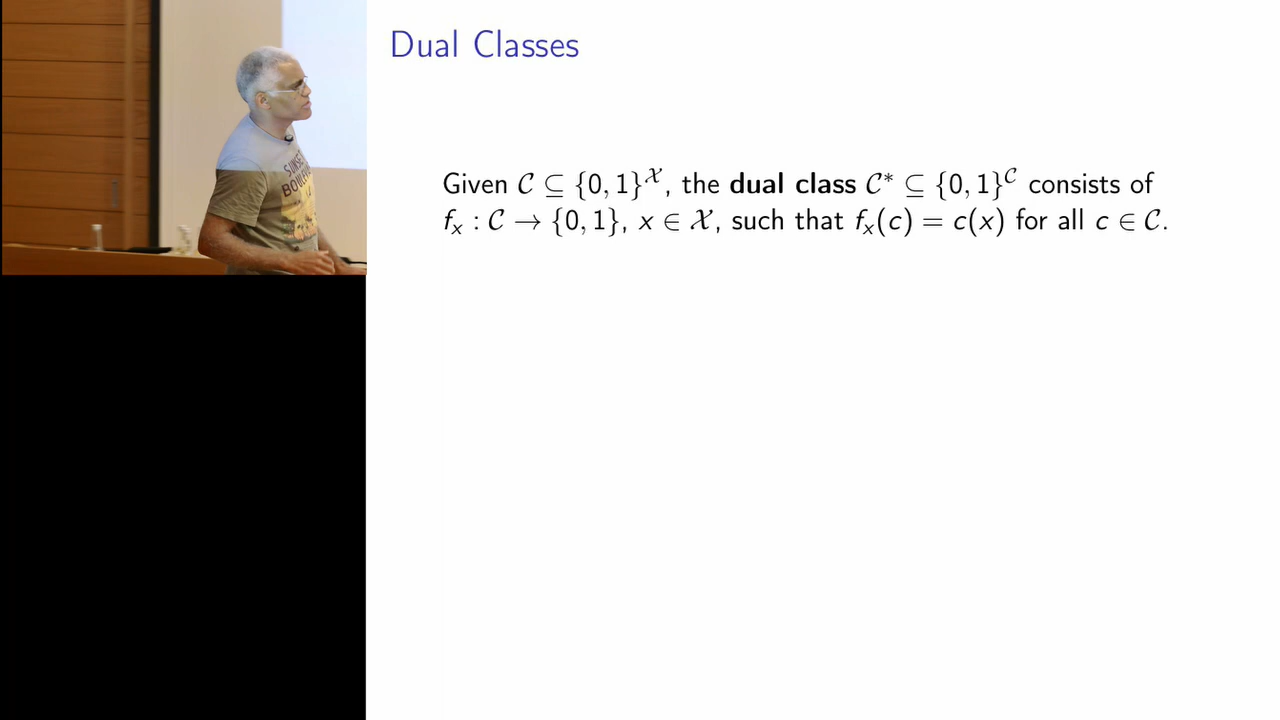 Dual Classes
Given 𝒞 ⊆ {0, 1}^𝒳, the dual class 𝒞* ⊆ {0, 1}^𝒞 consists of
f_x : 𝒞 → {0, 1}, x ∈ 𝒳, such that f_x(c) = c(x) for all c ∈ 𝒞.
SUNSET